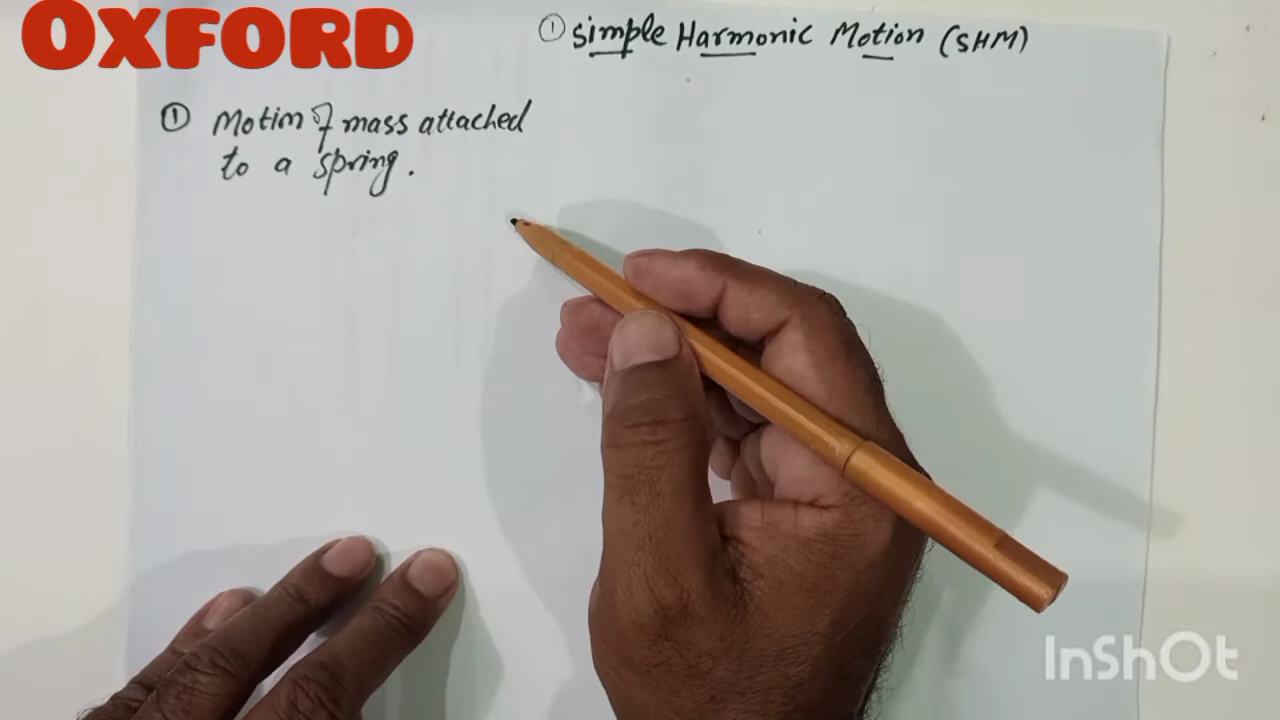 OXFORD
① Simple Harmonic Motion (SHM)
① Motion of mass attached
to a spring.
InShOt